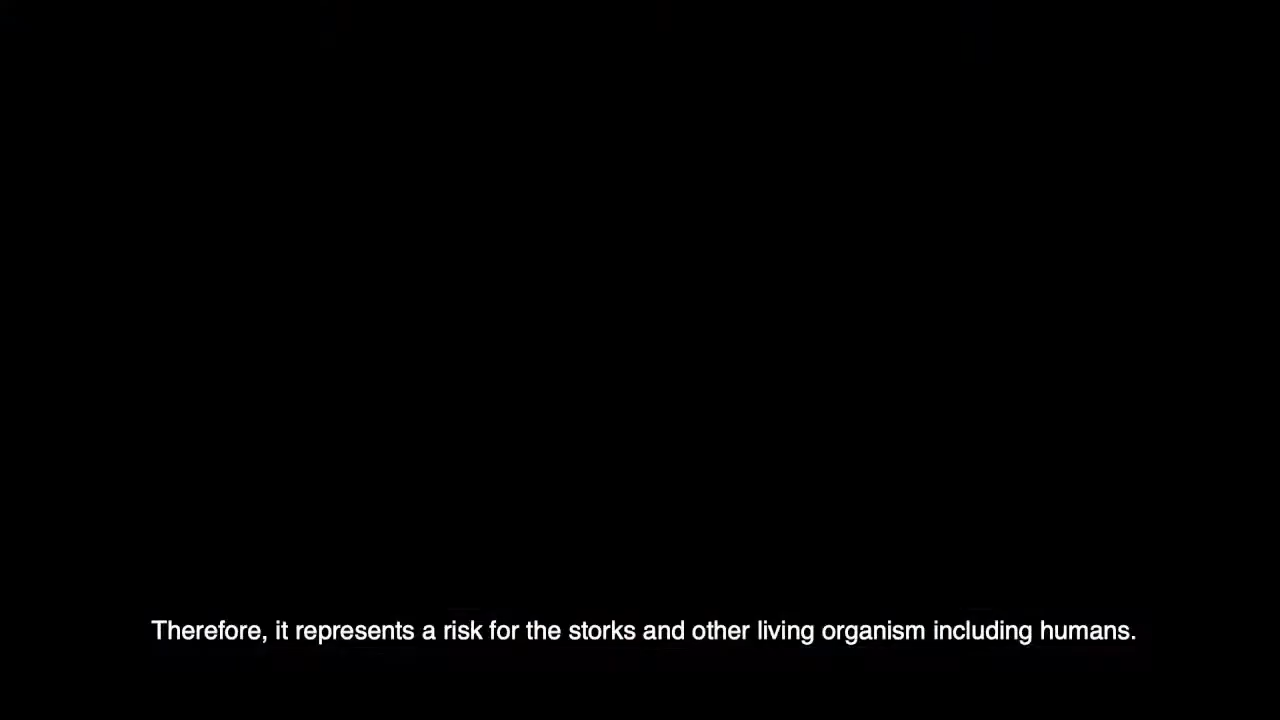 Therefore, it represents a risk for the storks and other living organism including humans.